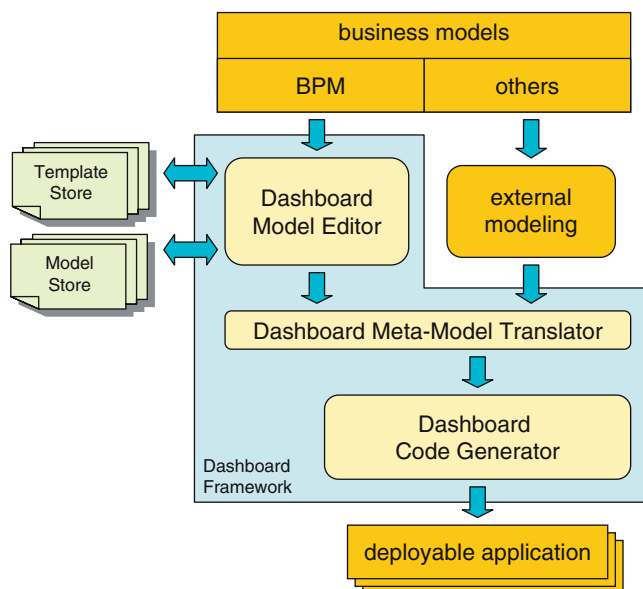 business models
BPM
others
Template
Store
Dashboard
Model Editor
external
modeling
Model
Store
Dashboard Meta-Model Translator
Dashboard
Code Generator
Dashboard
Framework
deployable application